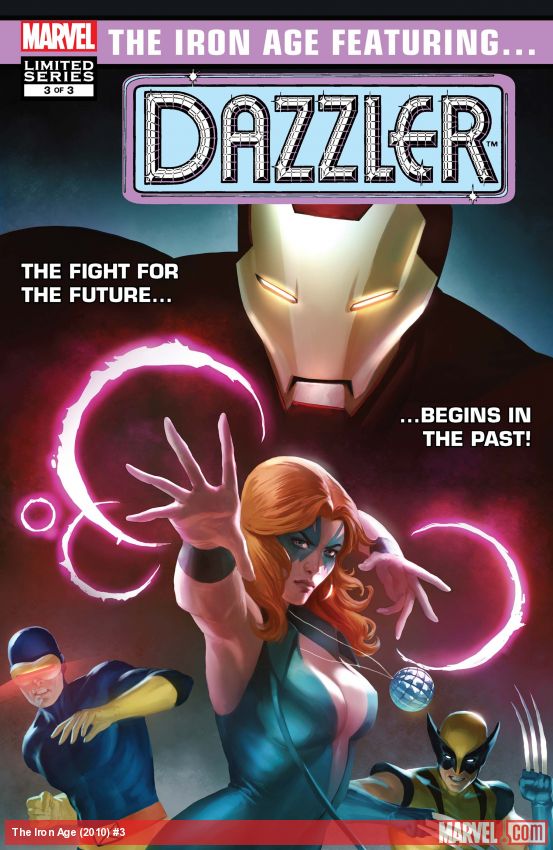 MARVEL
THE IRON AGE FEATURING...
LIMITED
SERIES
3 OF 3
DAZZLER™
THE FIGHT FOR
THE FUTURE...
...BEGINS IN
THE PAST!
The Iron Age (2010) #3
MARVEL.com